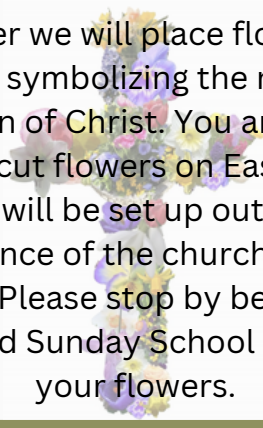 er we will place flo
symbolizing the r
n of Christ. You ar
cut flowers on Eas
will be set up out
nce of the church
Please stop by be
d Sunday School
your flowers.